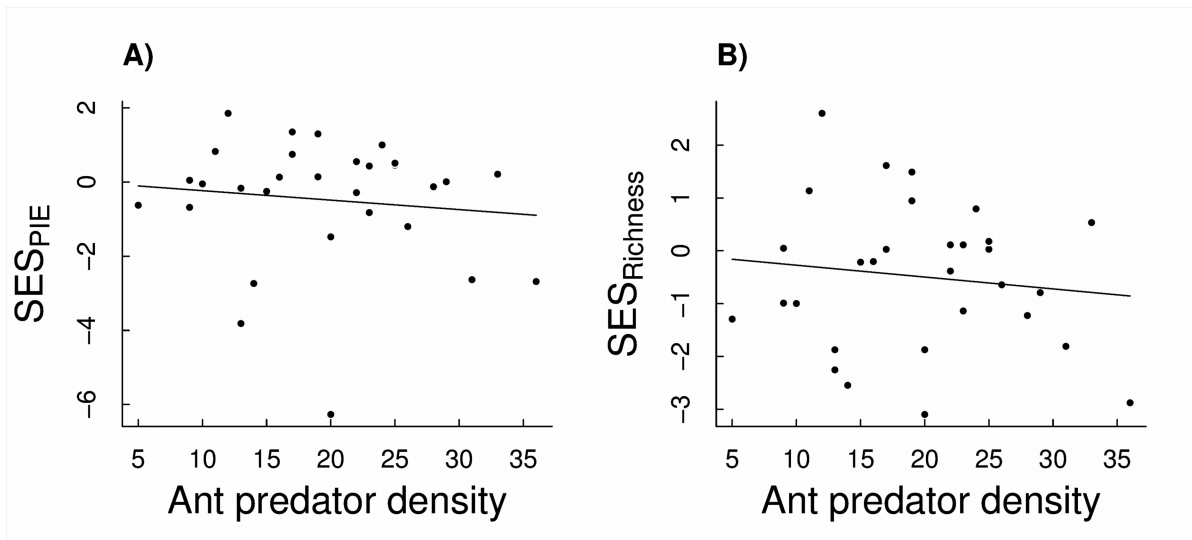 A)
2
0
−2
−4
−6
SESPIE
5 10 15 20 25 30 35
Ant predator density
B)
2
1
0
−1
−2
−3
SESRichness
5 10 15 20 25 30 35
Ant predator density